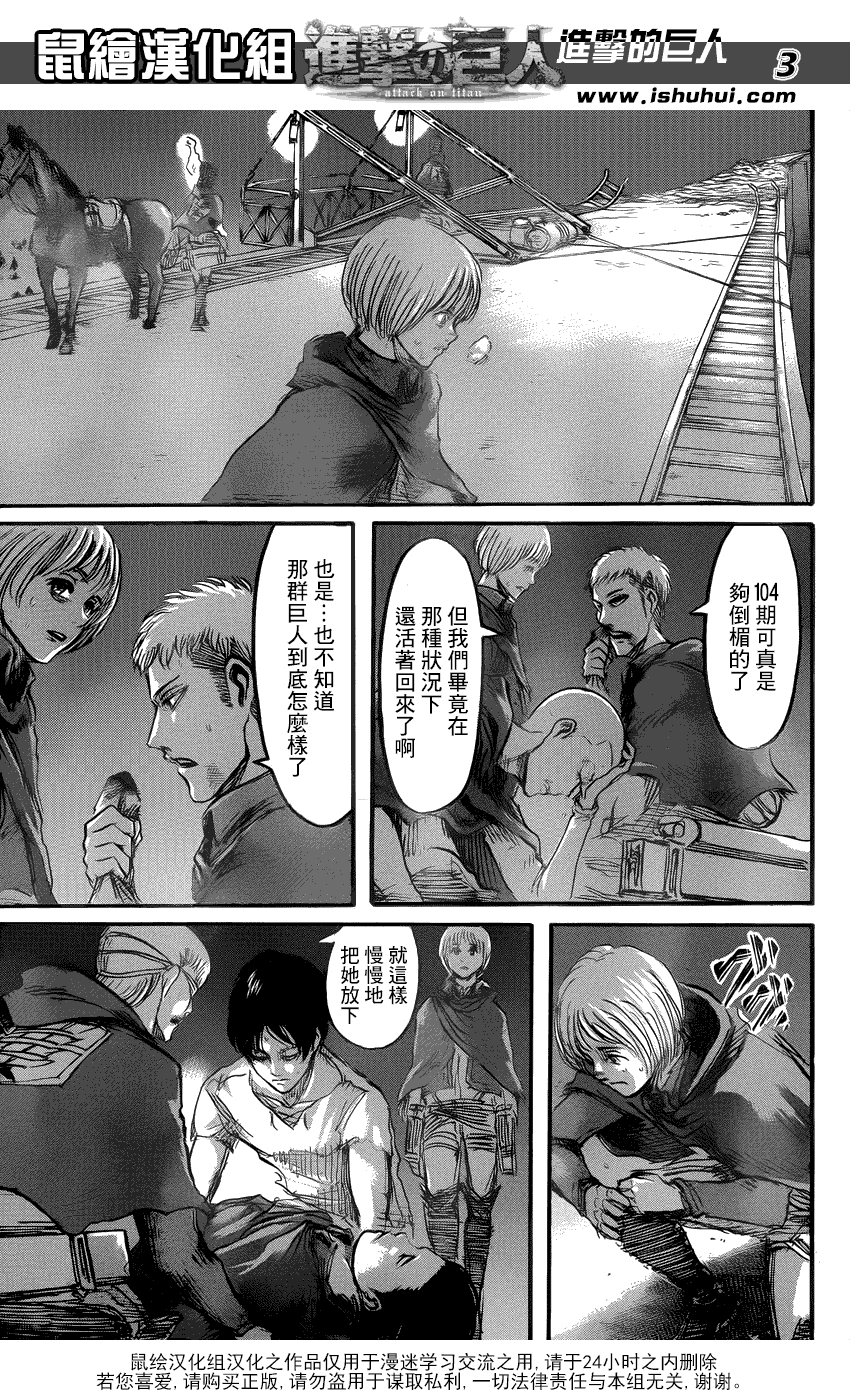 鼠繪漢化組
進撃の巨人
attack on titan
進擊的巨人
3
www.ishuhui.com
104
期可真是
夠倒楣的了
但我們畢竟在
那種狀況下
還活著回來了啊
也是…也不知道
那群巨人到底怎麼樣了
グググ
就這樣
慢慢地
把她放下
鼠绘汉化组汉化之作品仅用于漫迷学习交流之用,请于24小时之内删除
若您喜爱,请购买正版,请勿盗用于谋取私利,一切法律责任与本组无关,谢谢。